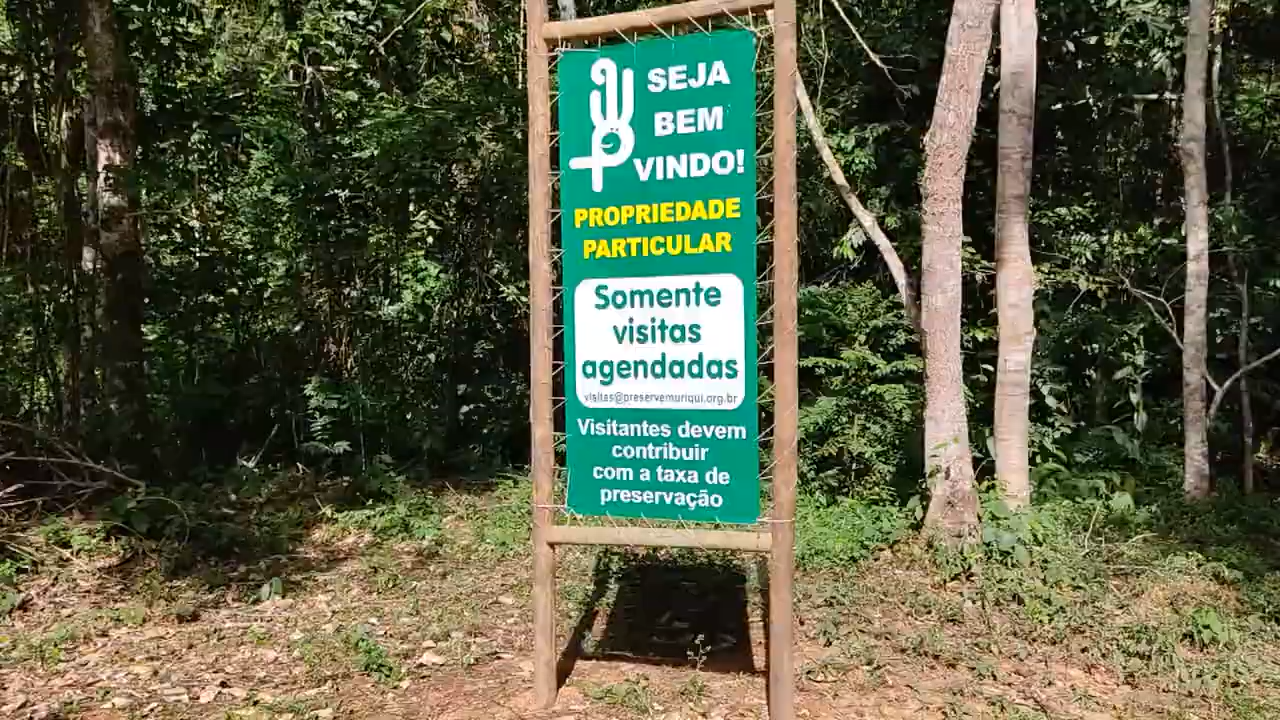 SEJA
BEM
VINDO!
PROPRIEDADE
PARTICULAR
Somente
visitas
agendadas
visitas@preservemuriqui.org.br
Visitantes devem
contribuir
com a taxa de
preservação